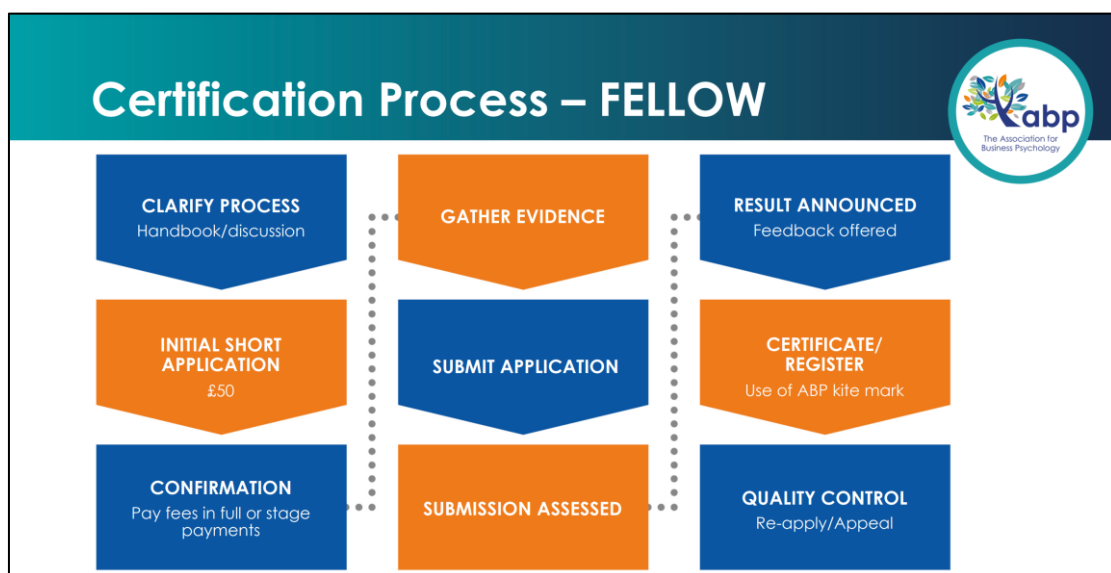 Certification Process – FELLOW
abp
The Association for
Business Psychology
CLARIFY PROCESS
Handbook/discussion
INITIAL SHORT
APPLICATION
£50
CONFIRMATION
Pay fees in full or stage
payments
GATHER EVIDENCE
SUBMIT APPLICATION
SUBMISSION ASSESSED
RESULT ANNOUNCED
Feedback offered
CERTIFICATE/
REGISTER
Use of ABP kite mark
QUALITY CONTROL
Re-apply/Appeal